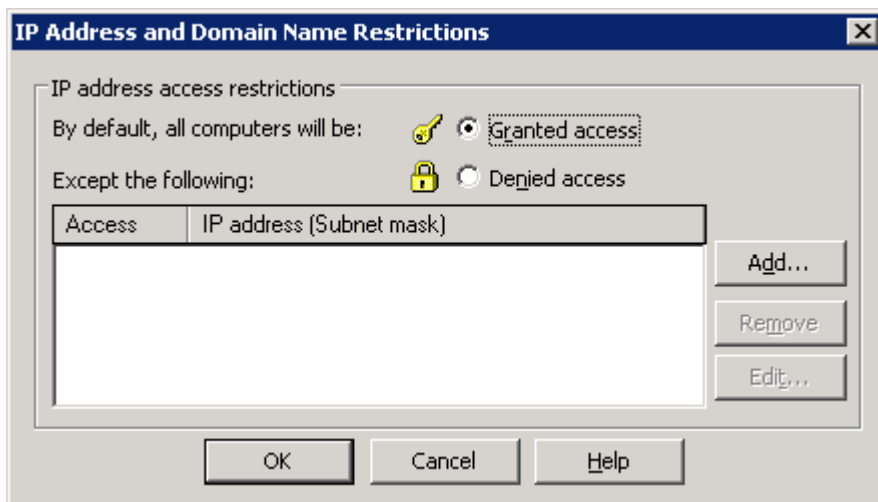 IP Address and Domain Name Restrictions
IP address access restrictions
By default, all computers will be:
Granted access
Except the following:
Denied access
Access
IP address (Subnet mask)
Add...
Remove
Edit...
OK
Cancel
Help